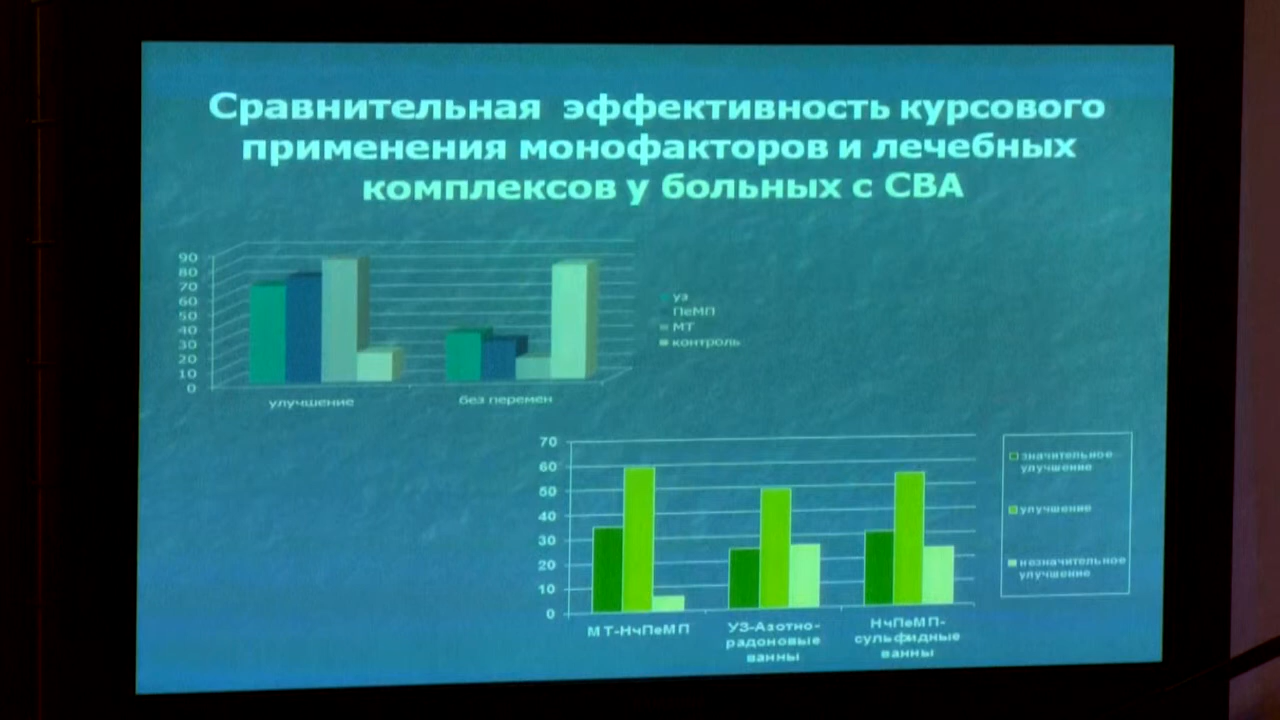 Сравнительная эффективность курсового
применения монофакторов и лечебных
комплексов у больных с СВА
90
80
70
60
50
40
30
20
10
0
улучшение
без перемен
уз
ПеМП
МТ
контроль
70
60
50
40
30
20
10
0
МТ-НчПеМП
УЗ-Азотно-
радоновые
ванны
НчПеМП-
сульфидные
ванны
значительное
улучшение
улучшение
незначительное
улучшение